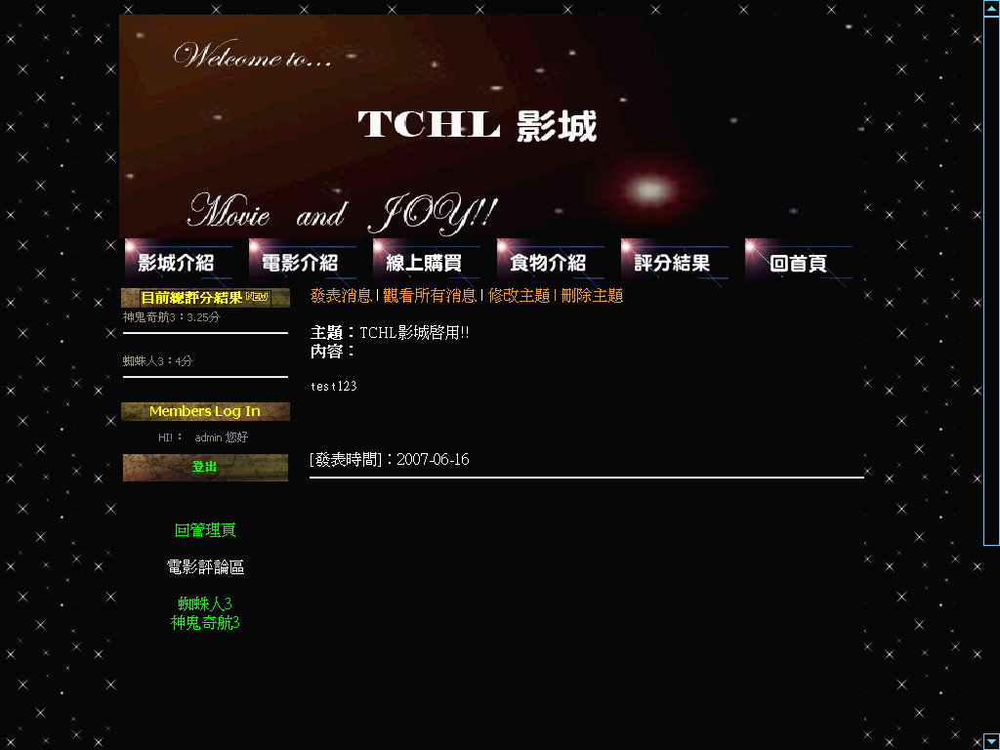 Welcome to...
TCHL 影城
Movie and JOY!!
影城介紹 電影介紹 線上購買 食物介紹 評分結果 回首頁
目前總評分結果 NEW
神鬼奇航3：3.25分
蜘蛛人3：4分
Members Log In
HI!： admin 您好
登出
回管理頁
電影評論區
蜘蛛人3
神鬼奇航3
發表消息 | 觀看所有消息 | 修改主題 | 刪除主題
主題：TCHL影城啓用!!
內容：
test123
[發表時間]：2007-06-16